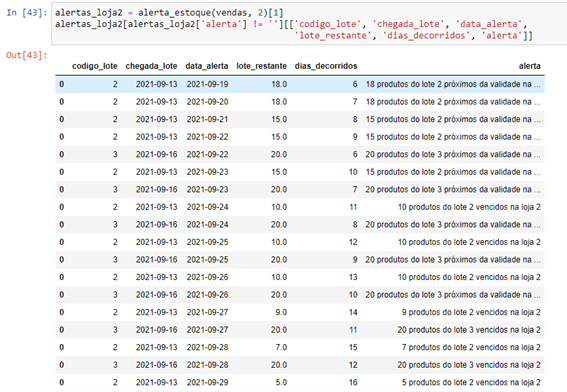 In [43]: alertas_loja2 = alerta_estoque(vendas, 2)[1]
alertas_loja2[alertas_loja2['alerta'] != ''][['codigo_lote', 'chegada_lote', 'data_alerta',
'lote_restante', 'dias_decorridos', 'alerta']]
Out[43]:
codigo_lote chegada_lote data_alerta lote_restante dias_decorridos alerta
0 2 2021-09-13 2021-09-19 18.0 6 18 produtos do lote 2 próximos da validade na ...
0 2 2021-09-13 2021-09-20 18.0 7 18 produtos do lote 2 próximos da validade na ...
0 2 2021-09-13 2021-09-21 15.0 8 15 produtos do lote 2 próximos da validade na ...
0 2 2021-09-13 2021-09-22 15.0 9 15 produtos do lote 2 próximos da validade na ...
0 3 2021-09-16 2021-09-22 20.0 6 20 produtos do lote 3 próximos da validade na ...
0 2 2021-09-13 2021-09-23 15.0 10 15 produtos do lote 2 próximos da validade na ...
0 3 2021-09-16 2021-09-23 20.0 7 20 produtos do lote 3 próximos da validade na ...
0 2 2021-09-13 2021-09-24 10.0 11 10 produtos do lote 2 vencidos na loja 2
0 3 2021-09-16 2021-09-24 20.0 8 20 produtos do lote 3 próximos da validade na ...
0 2 2021-09-13 2021-09-25 10.0 12 10 produtos do lote 2 vencidos na loja 2
0 3 2021-09-16 2021-09-25 20.0 9 20 produtos do lote 3 próximos da validade na ...
0 2 2021-09-13 2021-09-26 10.0 13 10 produtos do lote 2 vencidos na loja 2
0 3 2021-09-16 2021-09-26 20.0 10 20 produtos do lote 3 próximos da validade na ...
0 2 2021-09-13 2021-09-27 9.0 14 9 produtos do lote 2 vencidos na loja 2
0 3 2021-09-16 2021-09-27 20.0 11 20 produtos do lote 3 vencidos na loja 2
0 2 2021-09-13 2021-09-28 7.0 15 7 produtos do lote 2 vencidos na loja 2
0 3 2021-09-16 2021-09-28 20.0 12 20 produtos do lote 3 vencidos na loja 2
0 2 2021-09-13 2021-09-29 5.0 16 5 produtos do lote 2 vencidos na loja 2